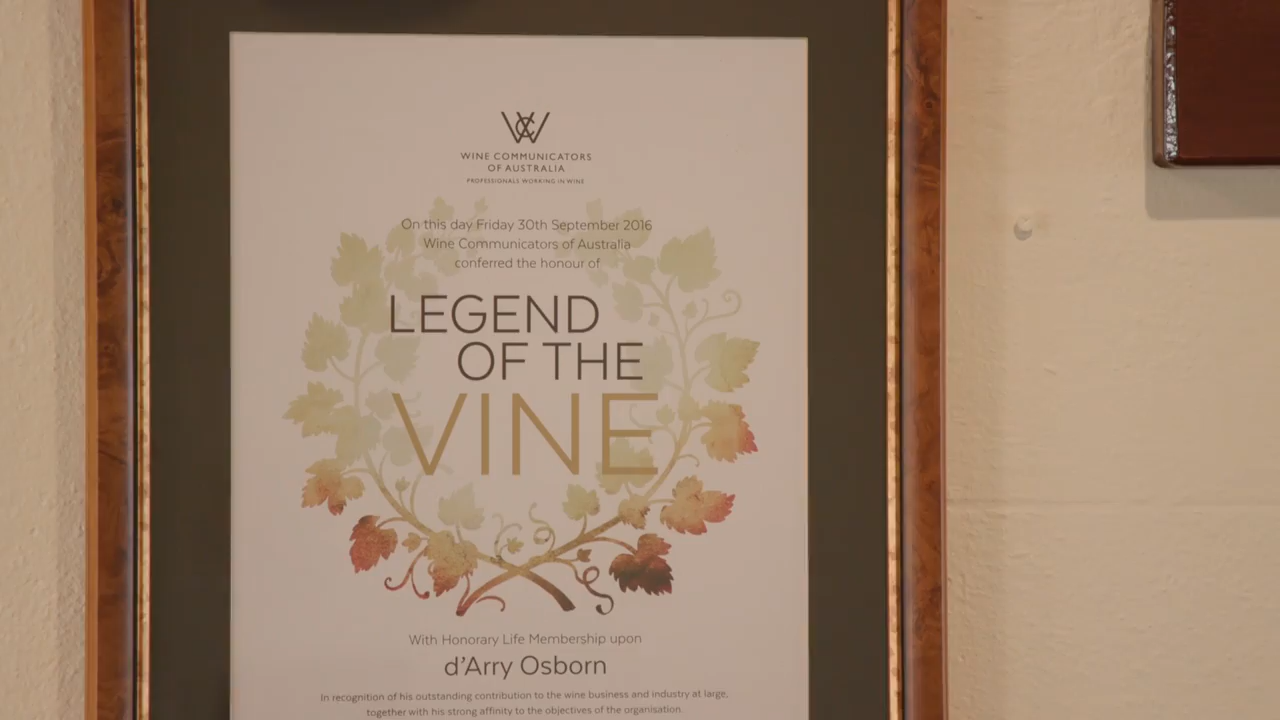 WINE COMMUNICATORS
OF AUSTRALIA
PROFESSIONALS WORKING IN WINE
On this day Friday 30th September 2016
Wine Communicators of Australia
conferred the honour of
LEGEND
OF THE
VINE
With Honorary Life Membership upon
d'Arry Osborn
In recognition of his outstanding contribution to the wine business and industry at large,
together with his strong affinity to the objectives of the organisation